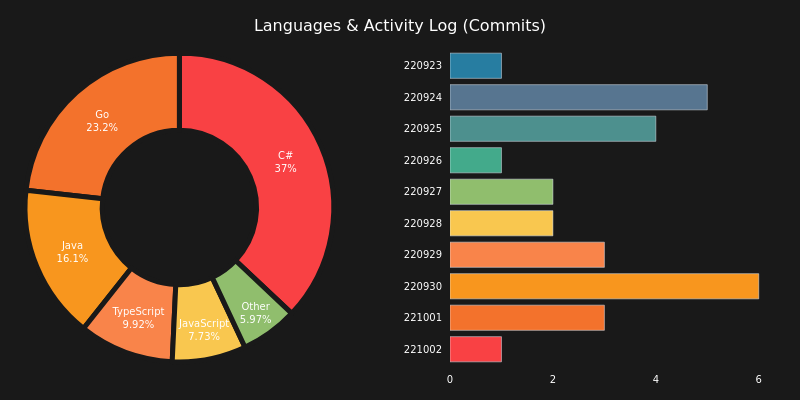 Languages & Activity Log (Commits)
Go
23.2%
C#
37%
Java
16.1%
TypeScript
9.92%
JavaScript
7.73%
Other
5.97%
220923
220924
220925
220926
220927
220928
220929
220930
221001
221002
0
2
4
6